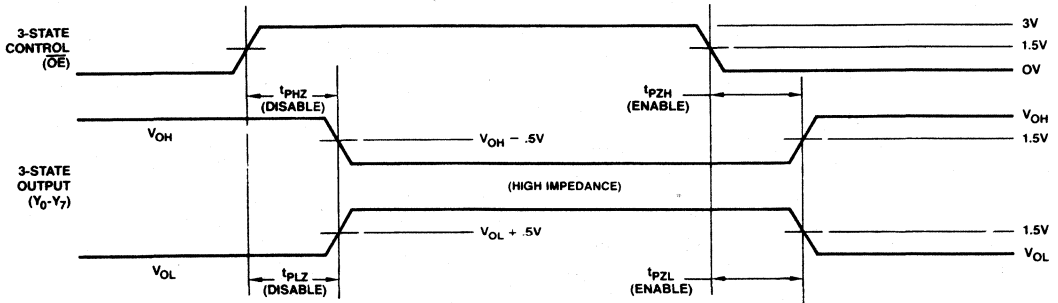 3-STATE
CONTROL
(OE)
3V
1.5V
OV
tPHZ
(DISABLE)
tPZH
(ENABLE)
VOH
VOH − .5V
VOH
1.5V
3-STATE
OUTPUT
(Y0-Y7)
(HIGH IMPEDANCE)
VOL + .5V
1.5V
VOL
VOL
tPLZ
(DISABLE)
tPZL
(ENABLE)